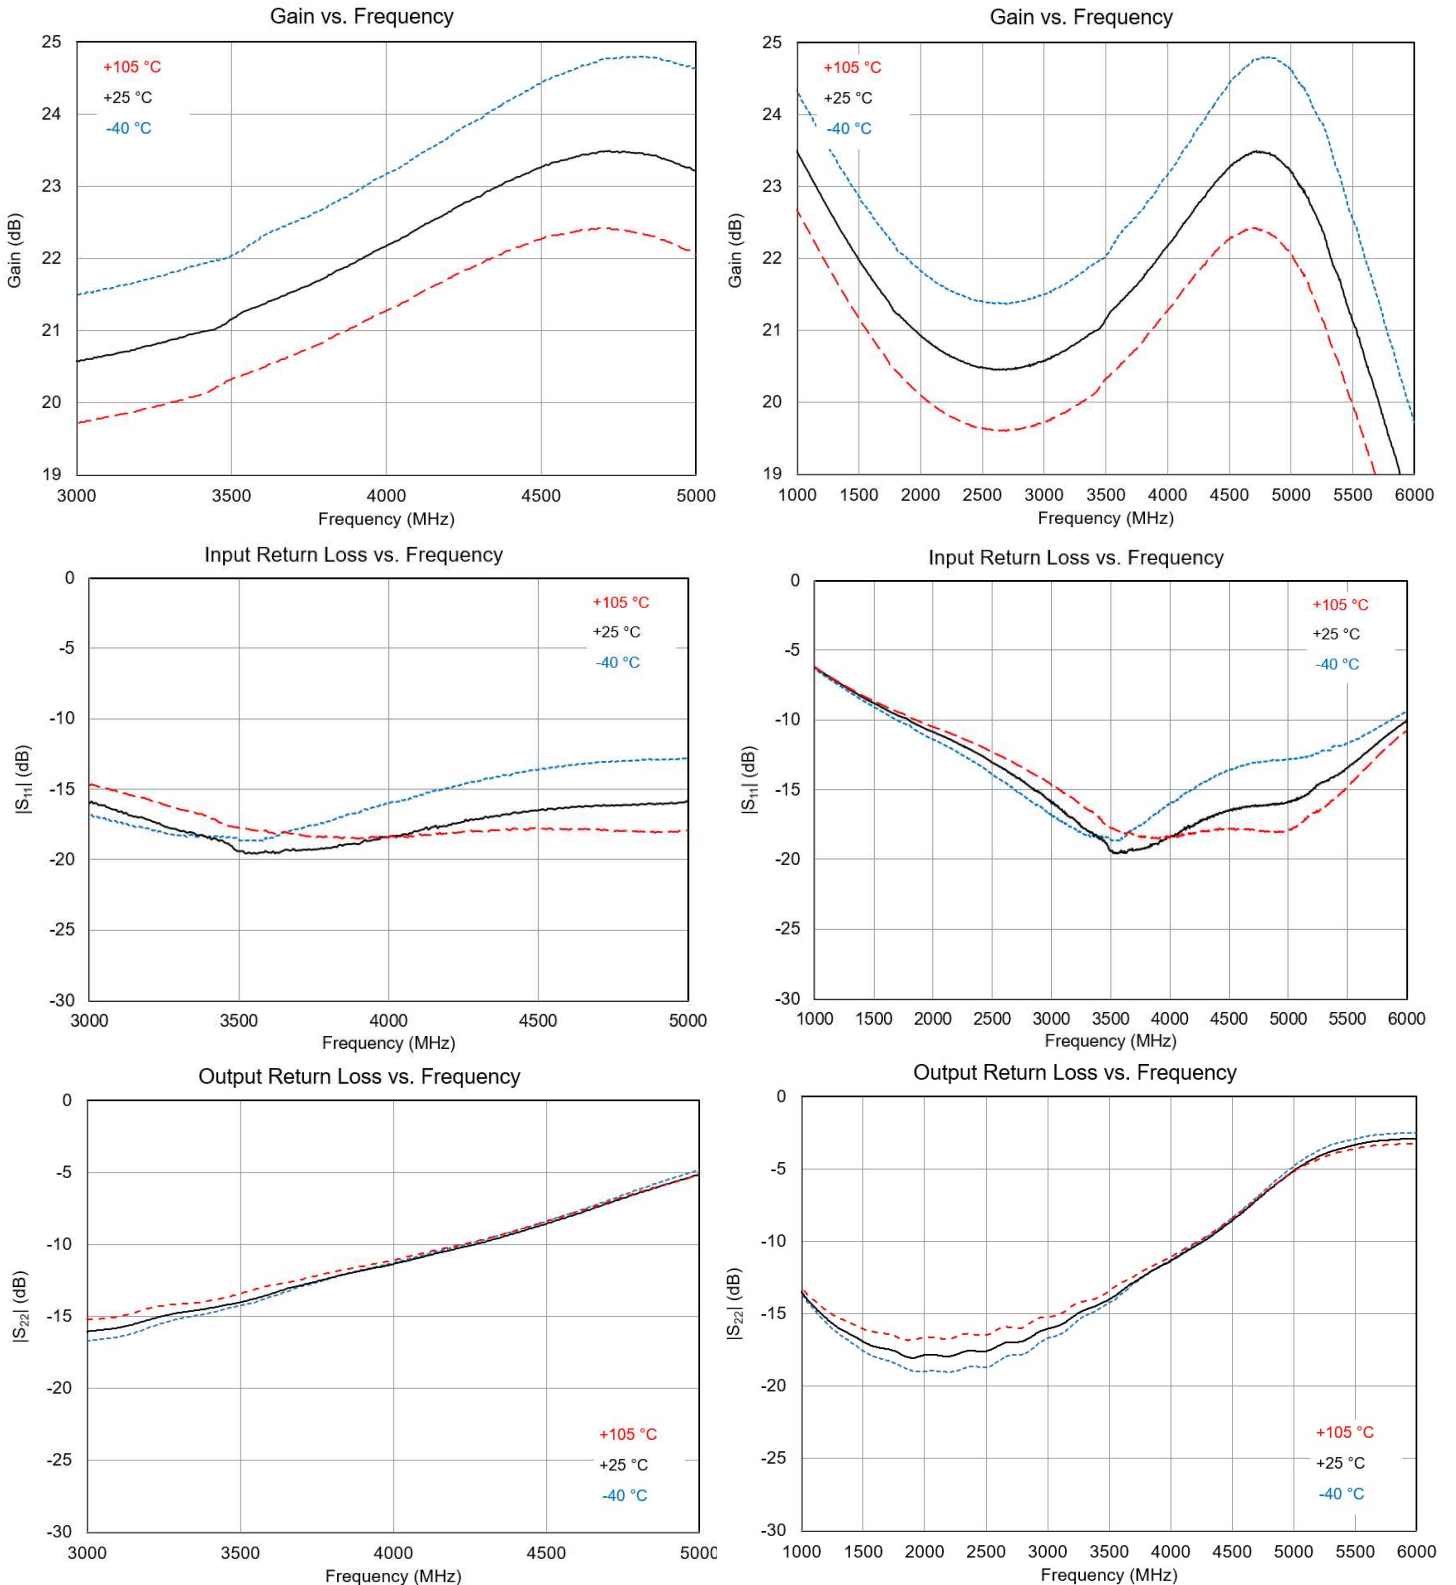 Gain vs. Frequency
25
24
23
22
21
20
19
Gain (dB)
+105 °C
+25 °C
-40 °C
3000 3500 4000 4500 5000
Frequency (MHz)
Gain vs. Frequency
25
24
23
22
21
20
19
Gain (dB)
+105 °C
+25 °C
-40 °C
1000 1500 2000 2500 3000 3500 4000 4500 5000 5500 6000
Frequency (MHz)
Input Return Loss vs. Frequency
0
-5
-10
-15
-20
-25
-30
|S11| (dB)
+105 °C
+25 °C
-40 °C
3000 3500 4000 4500 5000
Frequency (MHz)
Input Return Loss vs. Frequency
0
-5
-10
-15
-20
-25
-30
|S11| (dB)
+105 °C
+25 °C
-40 °C
1000 1500 2000 2500 3000 3500 4000 4500 5000 5500 6000
Frequency (MHz)
Output Return Loss vs. Frequency
0
-5
-10
-15
-20
-25
-30
|S22| (dB)
+105 °C
+25 °C
-40 °C
3000 3500 4000 4500 5000
Frequency (MHz)
Output Return Loss vs. Frequency
0
-5
-10
-15
-20
-25
-30
|S22| (dB)
+105 °C
+25 °C
-40 °C
1000 1500 2000 2500 3000 3500 4000 4500 5000 5500 6000
Frequency (MHz)